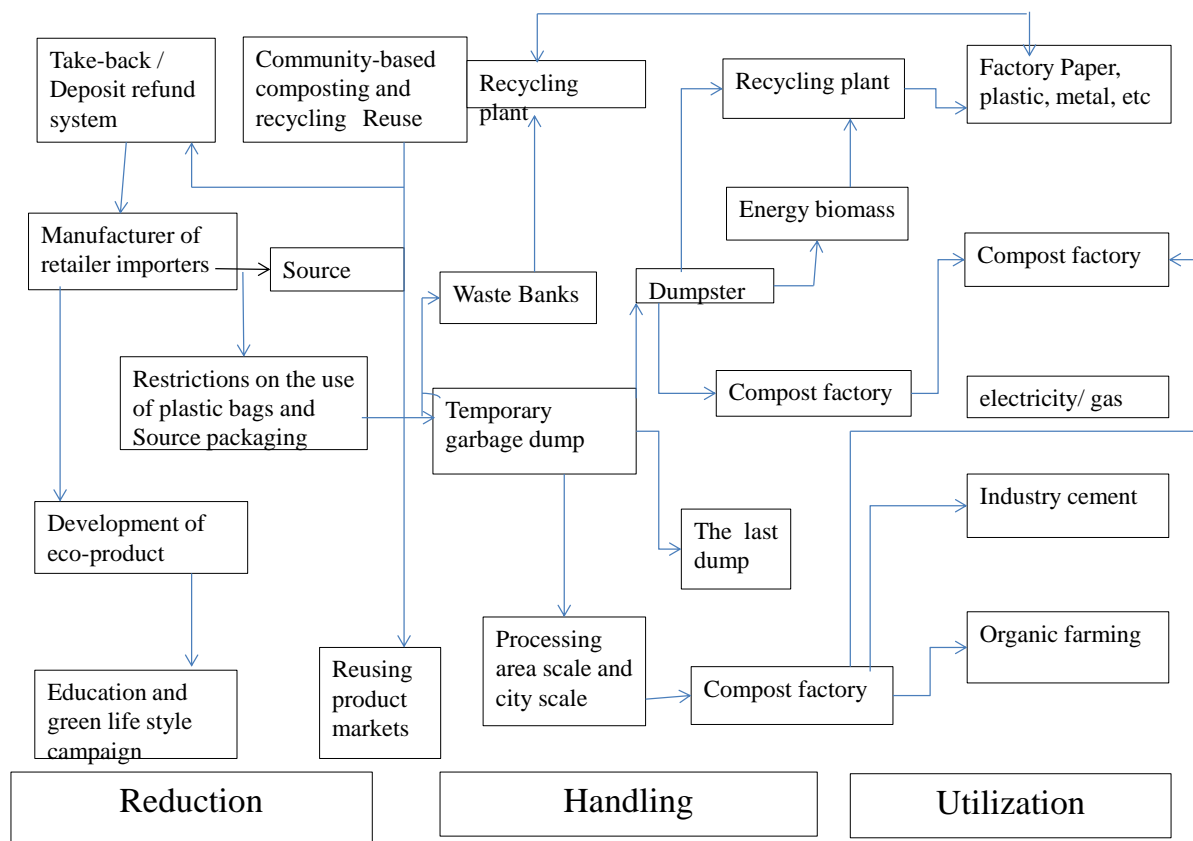 Take-back /
Deposit refund
system
Community-based
composting and
recycling Reuse
Recycling
plant
Recycling plant
Factory Paper,
plastic, metal, etc
Manufacturer of
retailer importers
Source
Energy biomass
Compost factory
Waste Banks
Dumpster
Restrictions on the use
of plastic bags and
Source packaging
Temporary
garbage dump
Compost factory
electricity/ gas
Development of
eco-product
The last
dump
Industry cement
Education and
green life style
campaign
Reusing
product
markets
Processing
area scale and
city scale
Compost factory
Organic farming
Reduction
Handling
Utilization